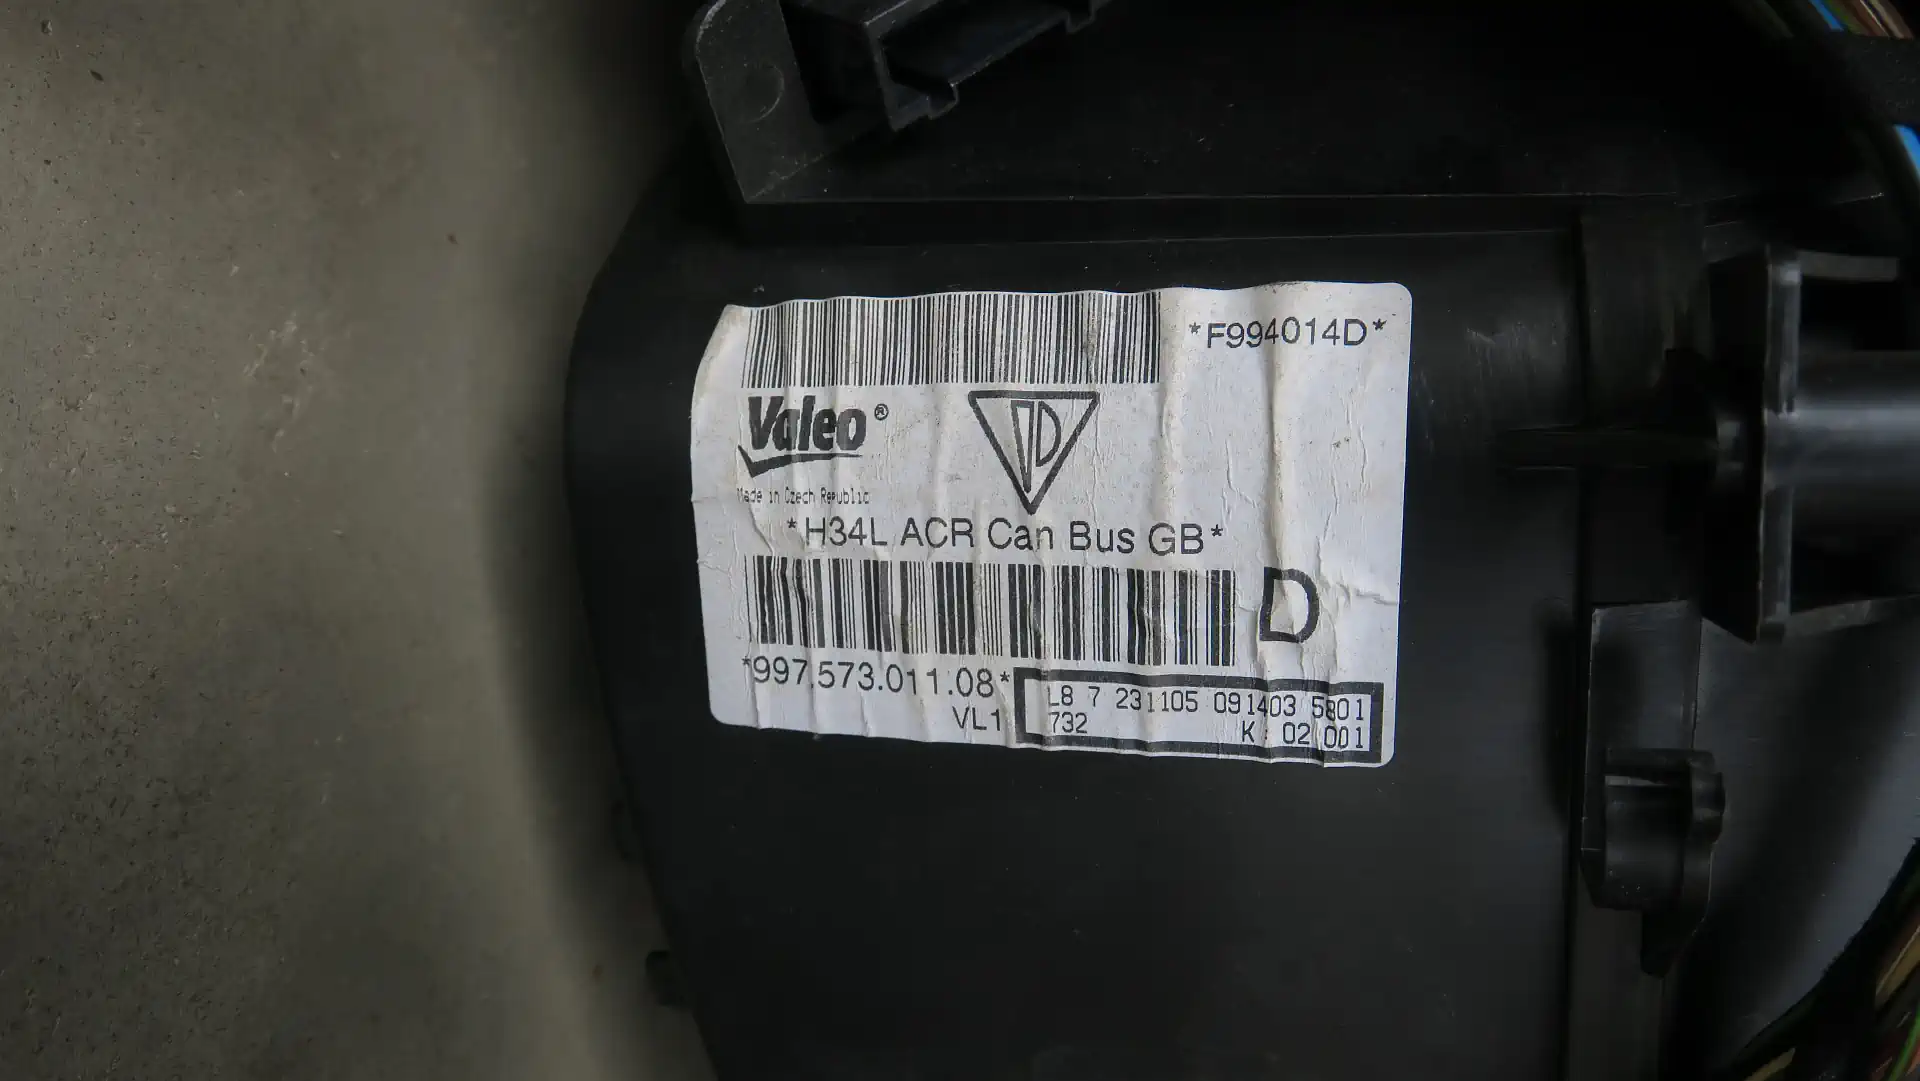 *F994014D*
Valeo®
D
Made in Czech Republic
*H34L ACR Can Bus GB*
D
*997.573.011.08*
VL1
L8 7 231105 091403 5801
732 K 02 001